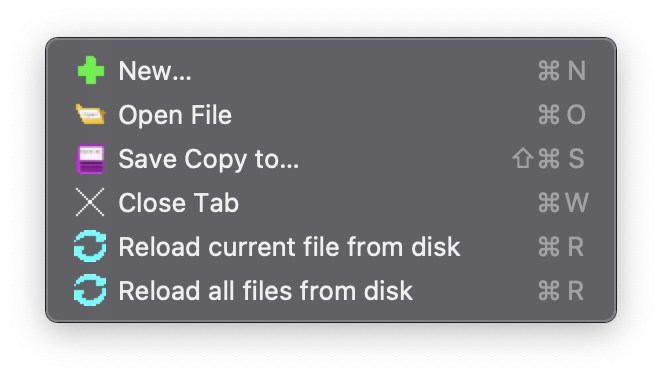 New... ⌘ N
Open File ⌘ O
Save Copy to... ⇧⌘ S
Close Tab ⌘ W
Reload current file from disk ⌘ R
Reload all files from disk ⌘ R